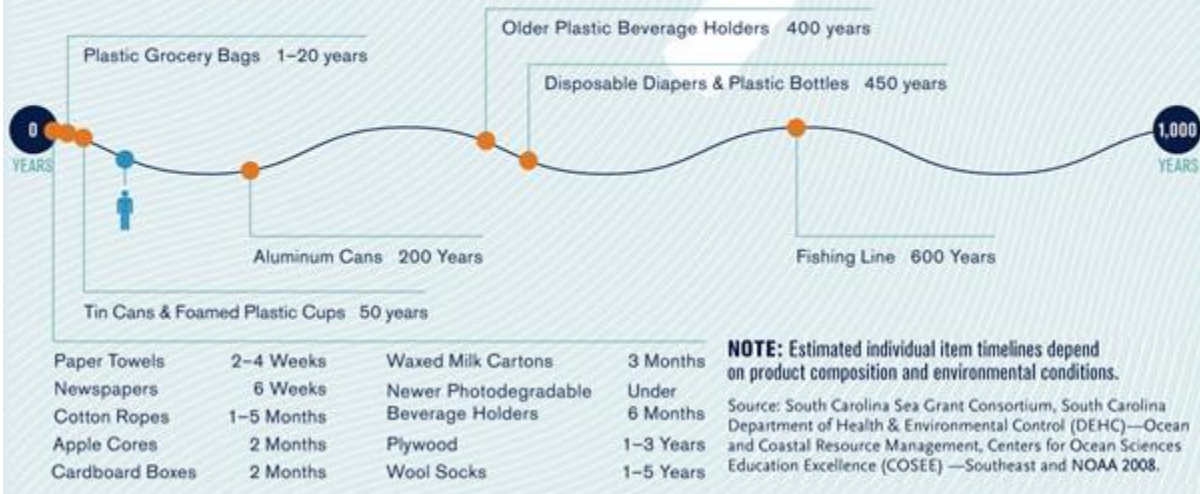 Older Plastic Beverage Holders 400 years
Plastic Grocery Bags 1–20 years
Disposable Diapers & Plastic Bottles 450 years
0
YEARS
1,000
YEARS
Aluminum Cans 200 Years
Fishing Line 600 Years
Tin Cans & Foamed Plastic Cups 50 years
Paper Towels 2–4 Weeks
Newspapers 6 Weeks
Cotton Ropes 1–5 Months
Apple Cores 2 Months
Cardboard Boxes 2 Months
Waxed Milk Cartons 3 Months
Newer Photodegradable Under
Beverage Holders 6 Months
Plywood 1–3 Years
Wool Socks 1–5 Years
NOTE: Estimated individual item timelines depend
on product composition and environmental conditions.
Source: South Carolina Sea Grant Consortium, South Carolina
Department of Health & Environmental Control (DEHC)—Ocean
and Coastal Resource Management, Centers for Ocean Sciences
Education Excellence (COSEE) —Southeast and NOAA 2008.